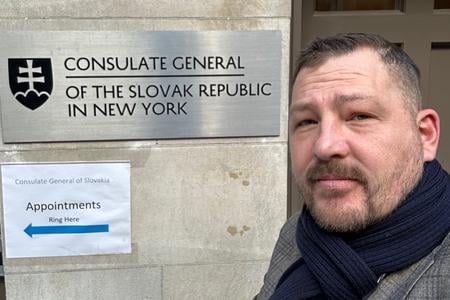 CONSULATE GENERAL
OF THE SLOVAK REPUBLIC
IN NEW YORK
Consulate General of Slovakia
Appointments
Ring Here